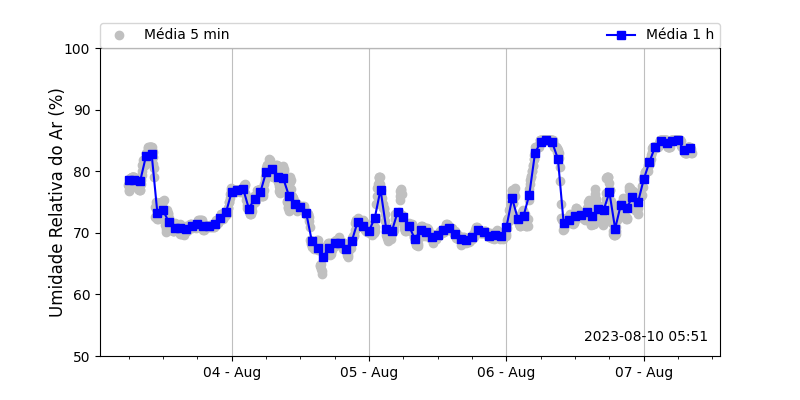 Média 5 min
Média 1 h
Umidade Relativa do Ar (%)
100
90
80
70
60
50
2023-08-10 05:51
04 - Aug
05 - Aug
06 - Aug
07 - Aug